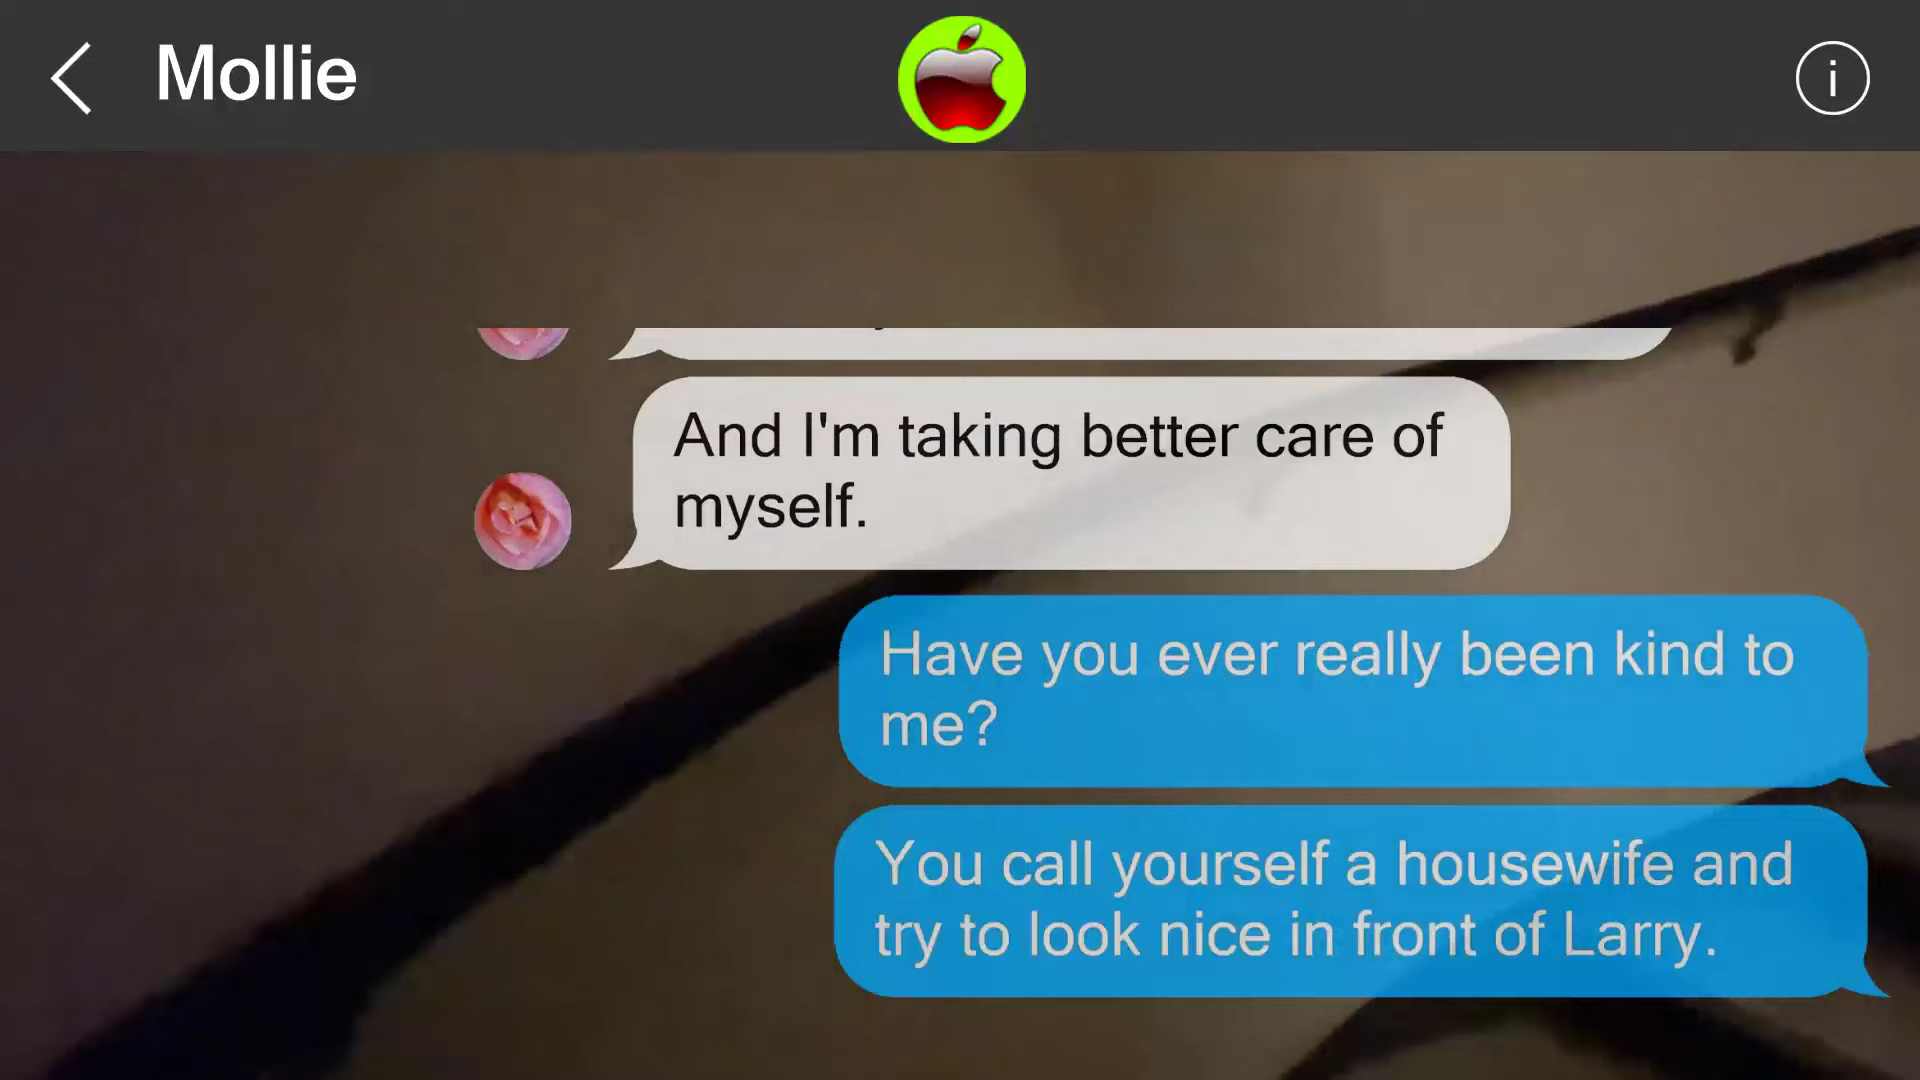 Mollie
i
And I'm taking better care of
myself.
Have you ever really been kind to
me?
You call yourself a housewife and
try to look nice in front of Larry.